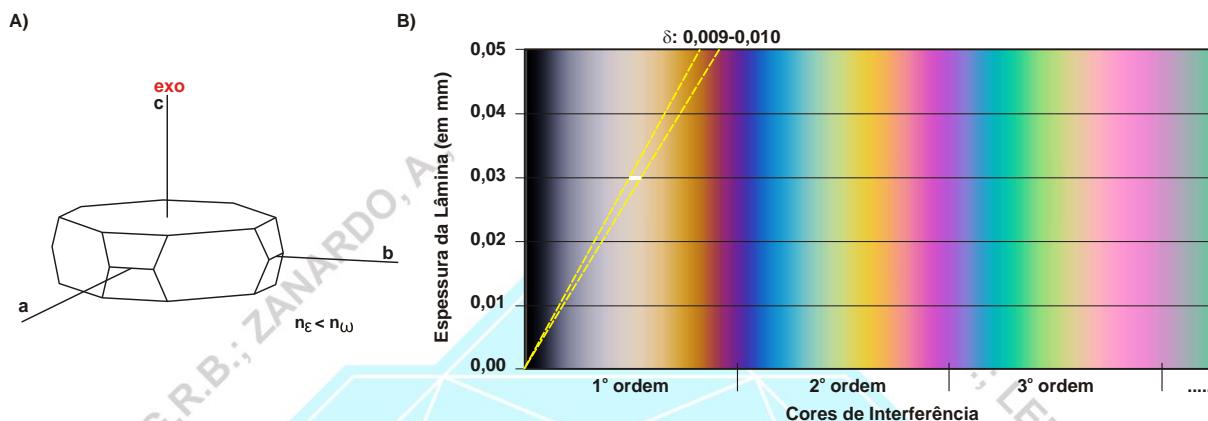 A)
exo
c
b
a
nε < nω
B)
δ: 0,009-0,010
Espessura da Lâmina (em mm)
0,05
0,04
0,03
0,02
0,01
0,00
1° ordem
2° ordem
3° ordem
.....
Cores de Interferência
R.B.; ZANARDO, A.,